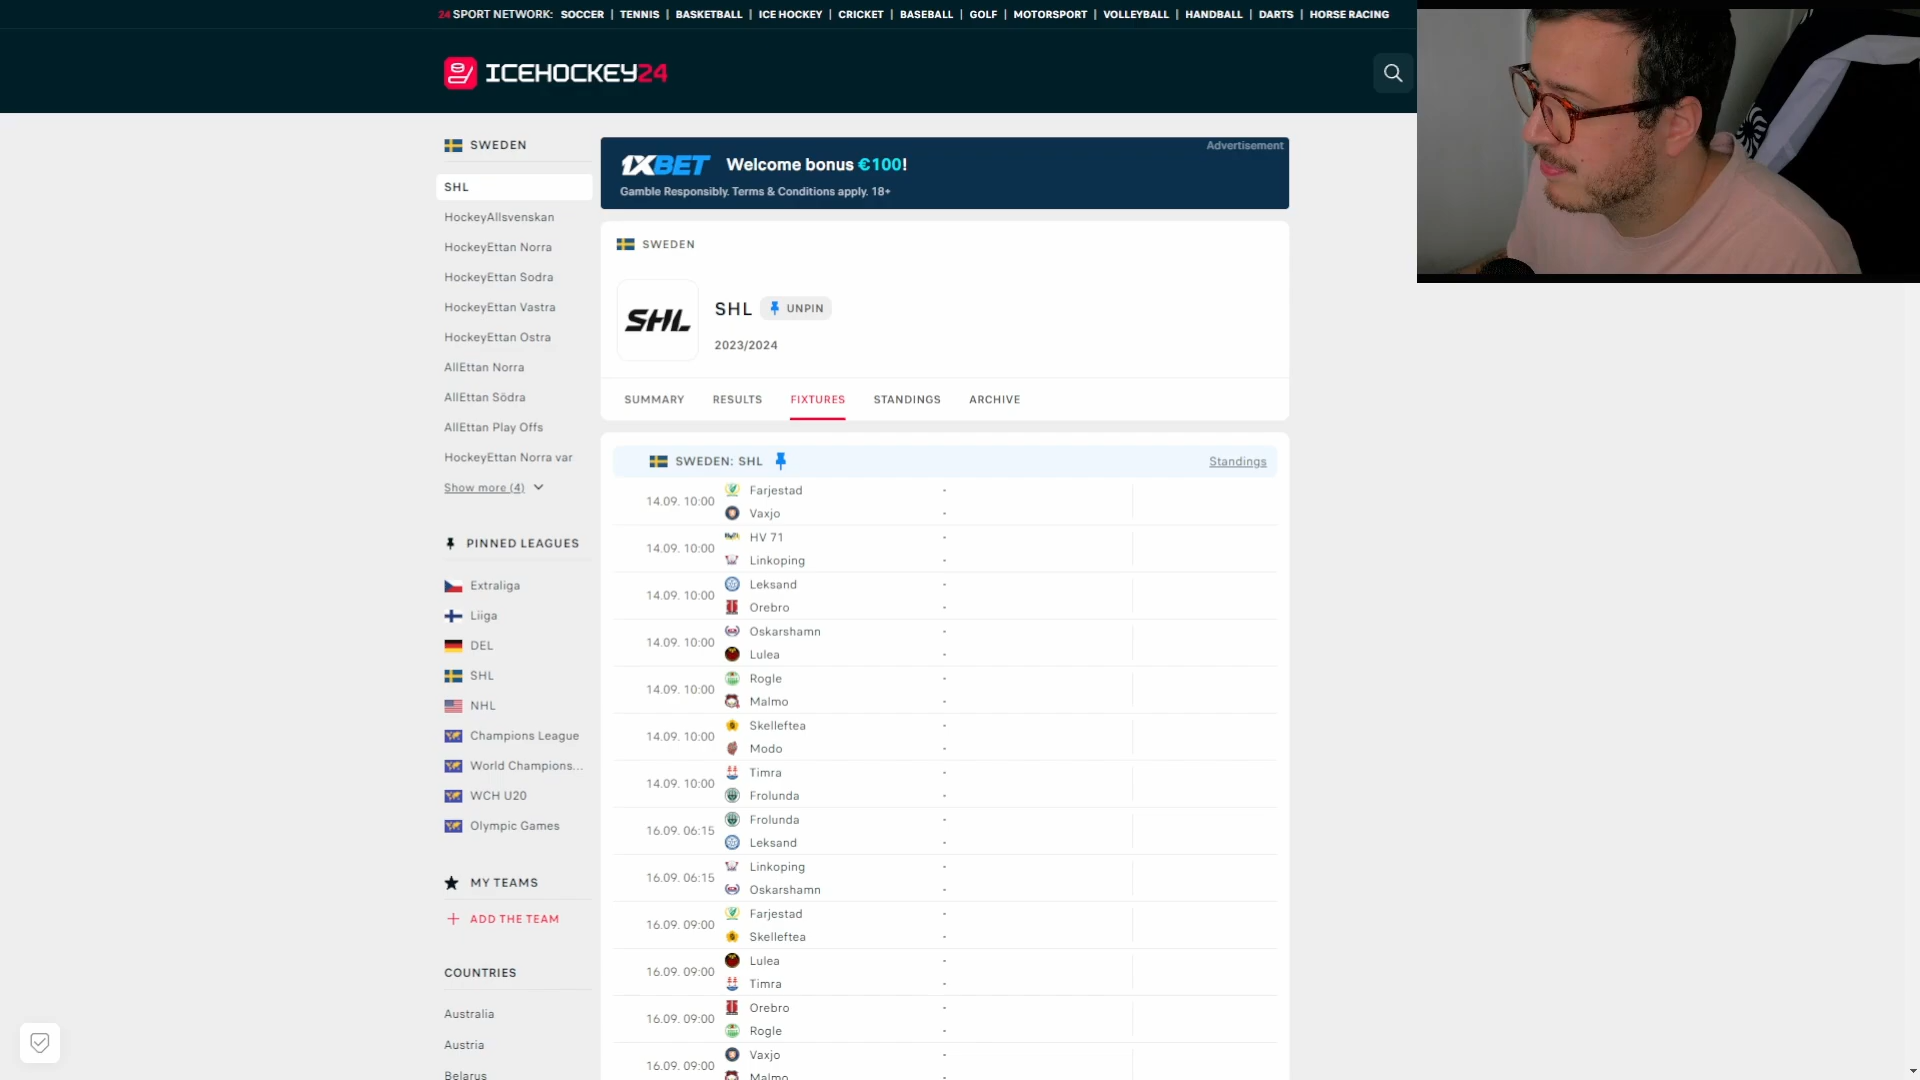 24 SPORT NETWORK: SOCCER | TENNIS | BASKETBALL | ICE HOCKEY | CRICKET | BASEBALL | GOLF | MOTORSPORT | VOLLEYBALL | HANDBALL | DARTS | HORSE RACING
ICEHOCKEY24
SWEDEN
SHL
HockeyAllsvenskan
HockeyEttan Norra
HockeyEttan Sodra
HockeyEttan Vastra
HockeyEttan Ostra
AllEttan Norra
AllEttan Södra
AllEttan Play Offs
HockeyEttan Norra var
Show more (4)
PINNED LEAGUES
Extraliga
Liiga
DEL
SHL
NHL
Champions League
World Champions...
WCH U20
Olympic Games
MY TEAMS
+ ADD THE TEAM
COUNTRIES
Australia
Austria
Belarus
Advertisement
1XBET Welcome bonus €100!
Gamble Responsibly. Terms & Conditions apply. 18+
SWEDEN
SHL
SHL UNPIN
2023/2024
SUMMARY RESULTS FIXTURES STANDINGS ARCHIVE
SWEDEN: SHL Standings
14.09. 10:00 Farjestad -
Vaxjo -
14.09. 10:00 HV 71 -
Linkoping -
14.09. 10:00 Leksand -
Orebro -
14.09. 10:00 Oskarshamn -
Lulea -
14.09. 10:00 Rogle -
Malmo -
14.09. 10:00 Skelleftea -
Modo -
14.09. 10:00 Timra -
Frolunda -
16.09. 06:15 Frolunda -
Leksand -
16.09. 06:15 Linkoping -
Oskarshamn -
16.09. 09:00 Farjestad -
Skelleftea -
16.09. 09:00 Lulea -
Timra -
16.09. 09:00 Orebro -
Rogle -
16.09. 09:00 Vaxjo -
Malmo -